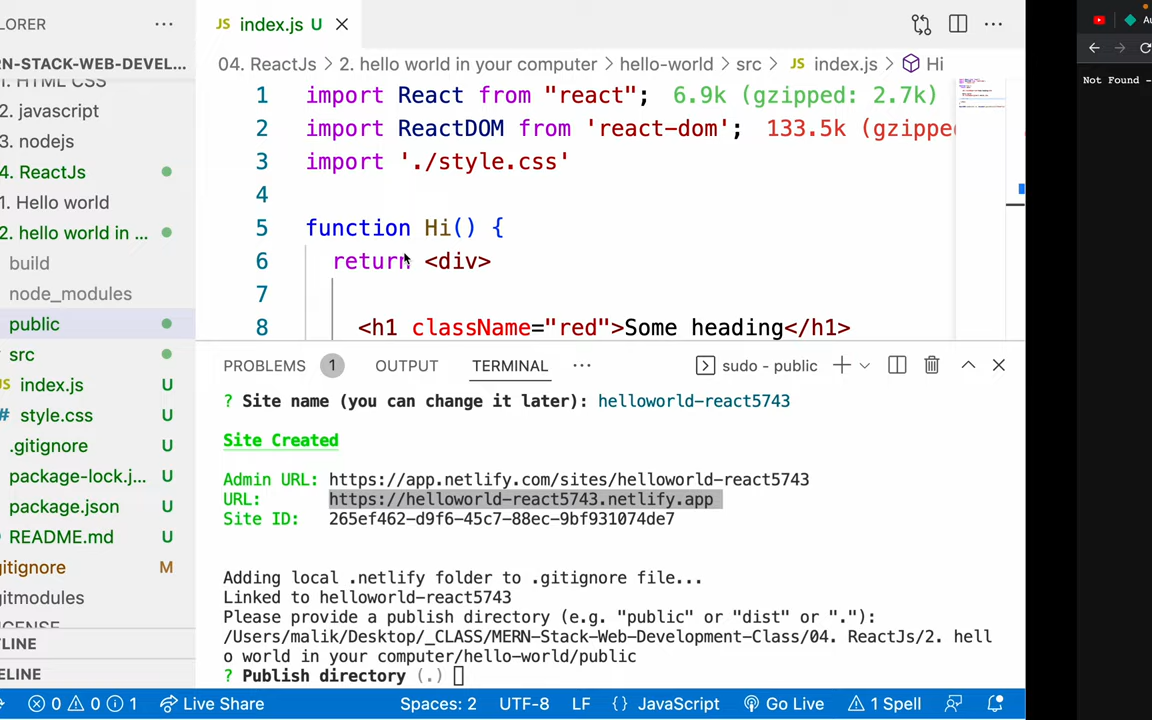 LORER
JS index.js U
RN-STACK-WEB-DEVEL...
1. HTML CSS
2. javascript
3. nodejs
4. ReactJs
1. Hello world
2. hello world in ...
build
node_modules
public
src
index.js U
# style.css U
.gitignore U
package-lock.j... U
package.json U
README.md U
gitignore M
gitmodules
TLINE
ELINE
04. ReactJs > 2. hello world in your computer > hello-world > src > JS index.js > Hi
1 import React from "react"; 6.9k (gzipped: 2.7k)
2 import ReactDOM from 'react-dom'; 133.5k (gzippe
3 import './style.css'
4
5 function Hi() {
6 return <div>
7
8 <h1 className="red">Some heading</h1>
PROBLEMS 1 OUTPUT TERMINAL ... sudo - public
? Site name (you can change it later): helloworld-react5743
Site Created
Admin URL: https://app.netlify.com/sites/helloworld-react5743
URL: https://helloworld-react5743.netlify.app
Site ID: 265ef462-d9f6-45c7-88ec-9bf931074de7
Adding local .netlify folder to .gitignore file...
Linked to helloworld-react5743
Please provide a publish directory (e.g. "public" or "dist" or "."):
/Users/malik/Desktop/_CLASS/MERN-Stack-Web-Development-Class/04. ReactJs/2. hell
o world in your computer/hello-world/public
? Publish directory (.)
0 0 1 Live Share Spaces: 2 UTF-8 LF {} JavaScript Go Live 1 Spell
Au
Not Found -